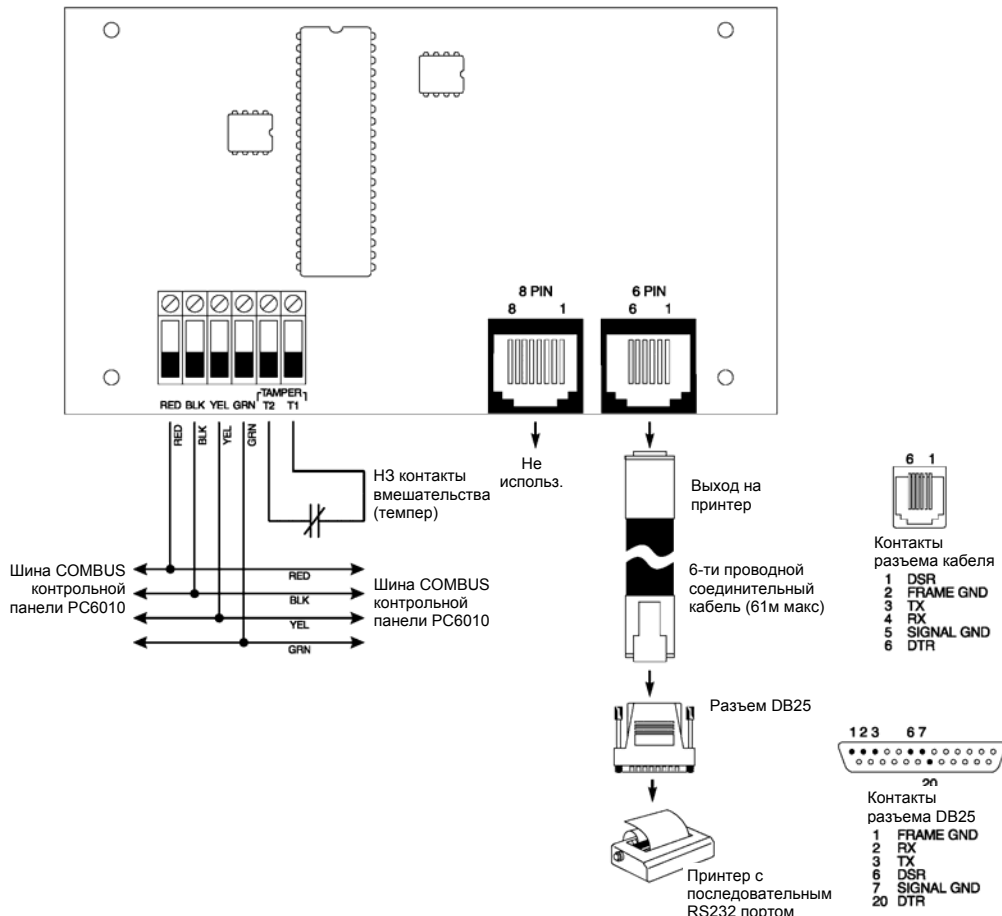 8 PIN
8 1
6 PIN
6 1
TAMPER
RED BLK YEL GRN T2 T1
RED
BLK
YEL
GRN
НЗ контакты
вмешательства
(темпер)
Не
использ.
Выход на
принтер
6 1
Контакты
разъема кабеля
1 DSR
2 FRAME GND
3 TX
4 RX
5 SIGNAL GND
6 DTR
Шина COMBUS
контрольной
панели PC6010
RED
BLK
YEL
GRN
Шина COMBUS
контрольной
панели PC6010
6-ти проводной
соединительный
кабель (61м макс)
Разъем DB25
1 2 3 6 7
20
Контакты
разъема DB25
1 FRAME GND
2 RX
3 TX
6 DSR
7 SIGNAL GND
20 DTR
Принтер с
последовательным
RS232 портом